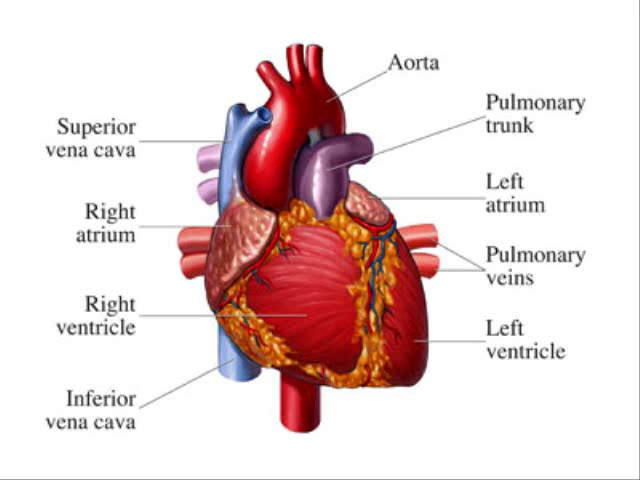 Aorta
Pulmonary
trunk
Superior
vena cava
Left
atrium
Right
atrium
Pulmonary
veins
Right
ventricle
Left
ventricle
Inferior
vena cava